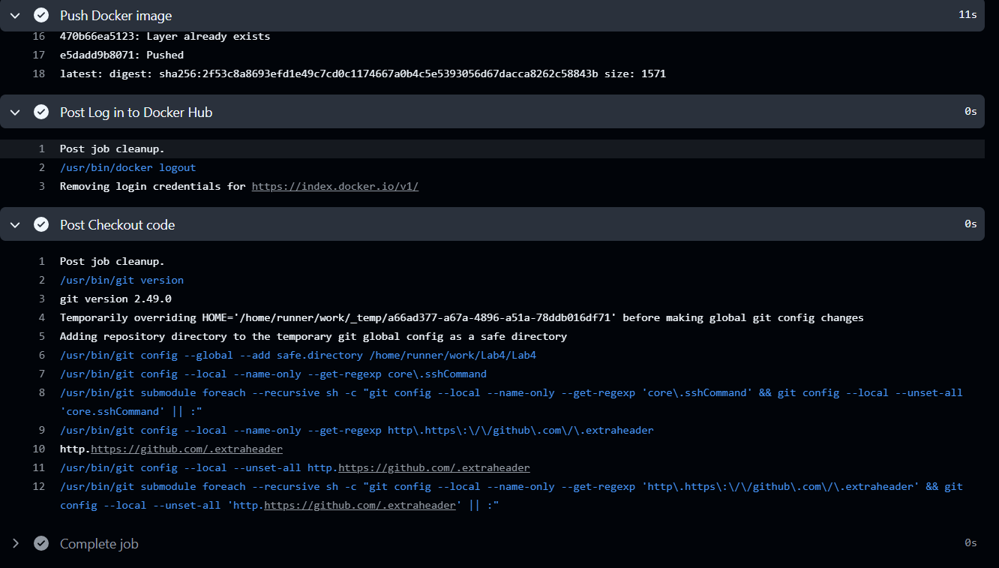 Push Docker image 11s
16 470b66ea5123: Layer already exists
17 e5dadd9b8071: Pushed
18 latest: digest: sha256:2f53c8a8693efd1e49c7cd0c1174667a0b4c5e5393056d67dacca8262c58843b size: 1571
Post Log in to Docker Hub 0s
1 Post job cleanup.
2 /usr/bin/docker logout
3 Removing login credentials for https://index.docker.io/v1/
Post Checkout code 0s
1 Post job cleanup.
2 /usr/bin/git version
3 git version 2.49.0
4 Temporarily overriding HOME='/home/runner/work/_temp/a66ad377-a67a-4896-a51a-78ddb016df71' before making global git config changes
5 Adding repository directory to the temporary git global config as a safe directory
6 /usr/bin/git config --global --add safe.directory /home/runner/work/Lab4/Lab4
7 /usr/bin/git config --local --name-only --get-regexp core\.sshCommand
8 /usr/bin/git submodule foreach --recursive sh -c "git config --local --name-only --get-regexp 'core\.sshCommand' && git config --local --unset-all
'core.sshCommand' || :"
9 /usr/bin/git config --local --name-only --get-regexp http\.https\:\/\/github\.com\/\.extraheader
10 http.https://github.com/.extraheader
11 /usr/bin/git config --local --unset-all http.https://github.com/.extraheader
12 /usr/bin/git submodule foreach --recursive sh -c "git config --local --name-only --get-regexp 'http\.https\:\/\/github\.com\/\.extraheader' && git
config --local --unset-all 'http.https://github.com/.extraheader' || :"
Complete job 0s